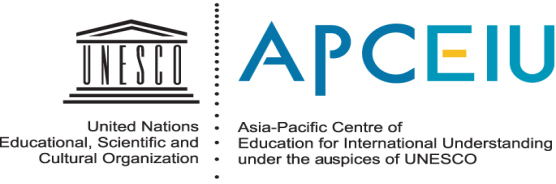 UNESCO
United Nations
Educational, Scientific and
Cultural Organization
APCEIU
Asia-Pacific Centre of
Education for International Understanding
under the auspices of UNESCO